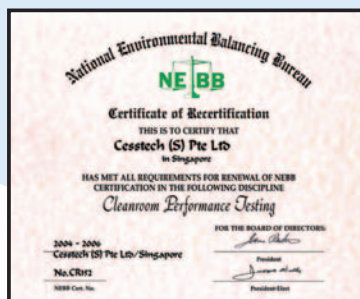 National Environmental Balancing Bureau
NEBB
Certificate of Recertification
THIS IS TO CERTIFY THAT
Cesstech (S) Pte Ltd
in Singapore
HAS MET ALL REQUIREMENTS FOR RENEWAL OF NEBB
CERTIFICATION IN THE FOLLOWING DISCIPLINE
Cleanroom Performance Testing
FOR THE BOARD OF DIRECTORS:
2004 - 2006
Cesstech (S) Pte Ltd/Singapore
President
No.CR152
NEBB Cert. No.
President-Elect